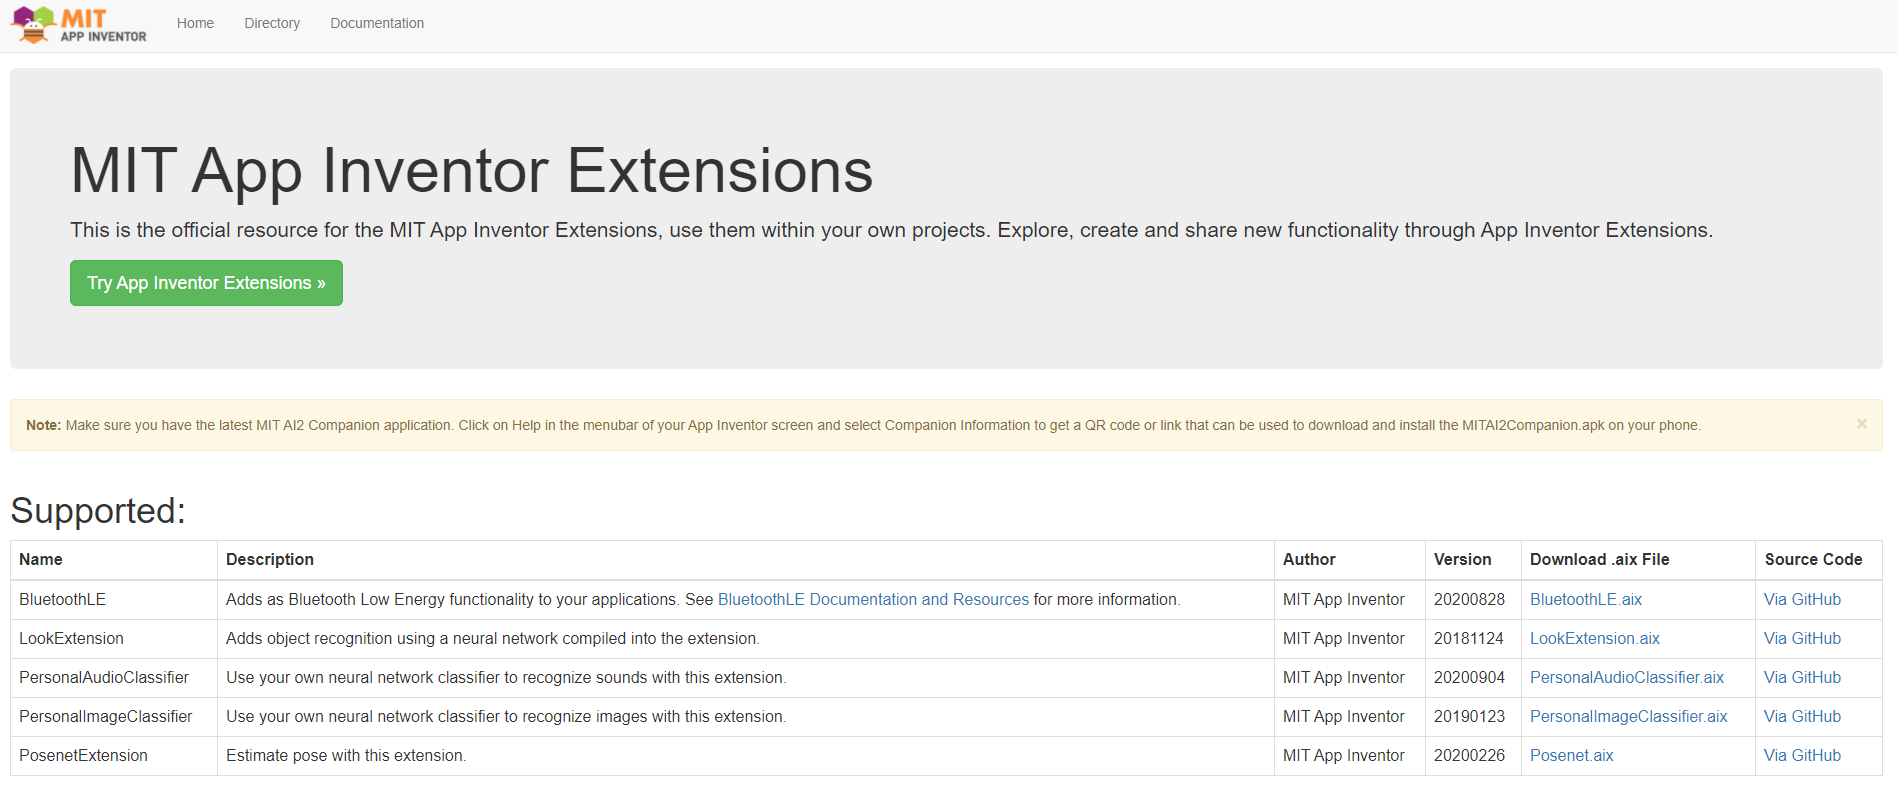 MIT
APP INVENTOR
Home Directory Documentation
MIT App Inventor Extensions
This is the official resource for the MIT App Inventor Extensions, use them within your own projects. Explore, create and share new functionality through App Inventor Extensions.
Try App Inventor Extensions »
Note: Make sure you have the latest MIT AI2 Companion application. Click on Help in the menubar of your App Inventor screen and select Companion Information to get a QR code or link that can be used to download and install the MITAI2Companion.apk on your phone. ×
Supported:
Name Description Author Version Download .aix File Source Code
BluetoothLE Adds as Bluetooth Low Energy functionality to your applications. See BluetoothLE Documentation and Resources for more information. MIT App Inventor 20200828 BluetoothLE.aix Via GitHub
LookExtension Adds object recognition using a neural network compiled into the extension. MIT App Inventor 20181124 LookExtension.aix Via GitHub
PersonalAudioClassifier Use your own neural network classifier to recognize sounds with this extension. MIT App Inventor 20200904 PersonalAudioClassifier.aix Via GitHub
PersonalImageClassifier Use your own neural network classifier to recognize images with this extension. MIT App Inventor 20190123 PersonalImageClassifier.aix Via GitHub
PosenetExtension Estimate pose with this extension. MIT App Inventor 20200226 Posenet.aix Via GitHub